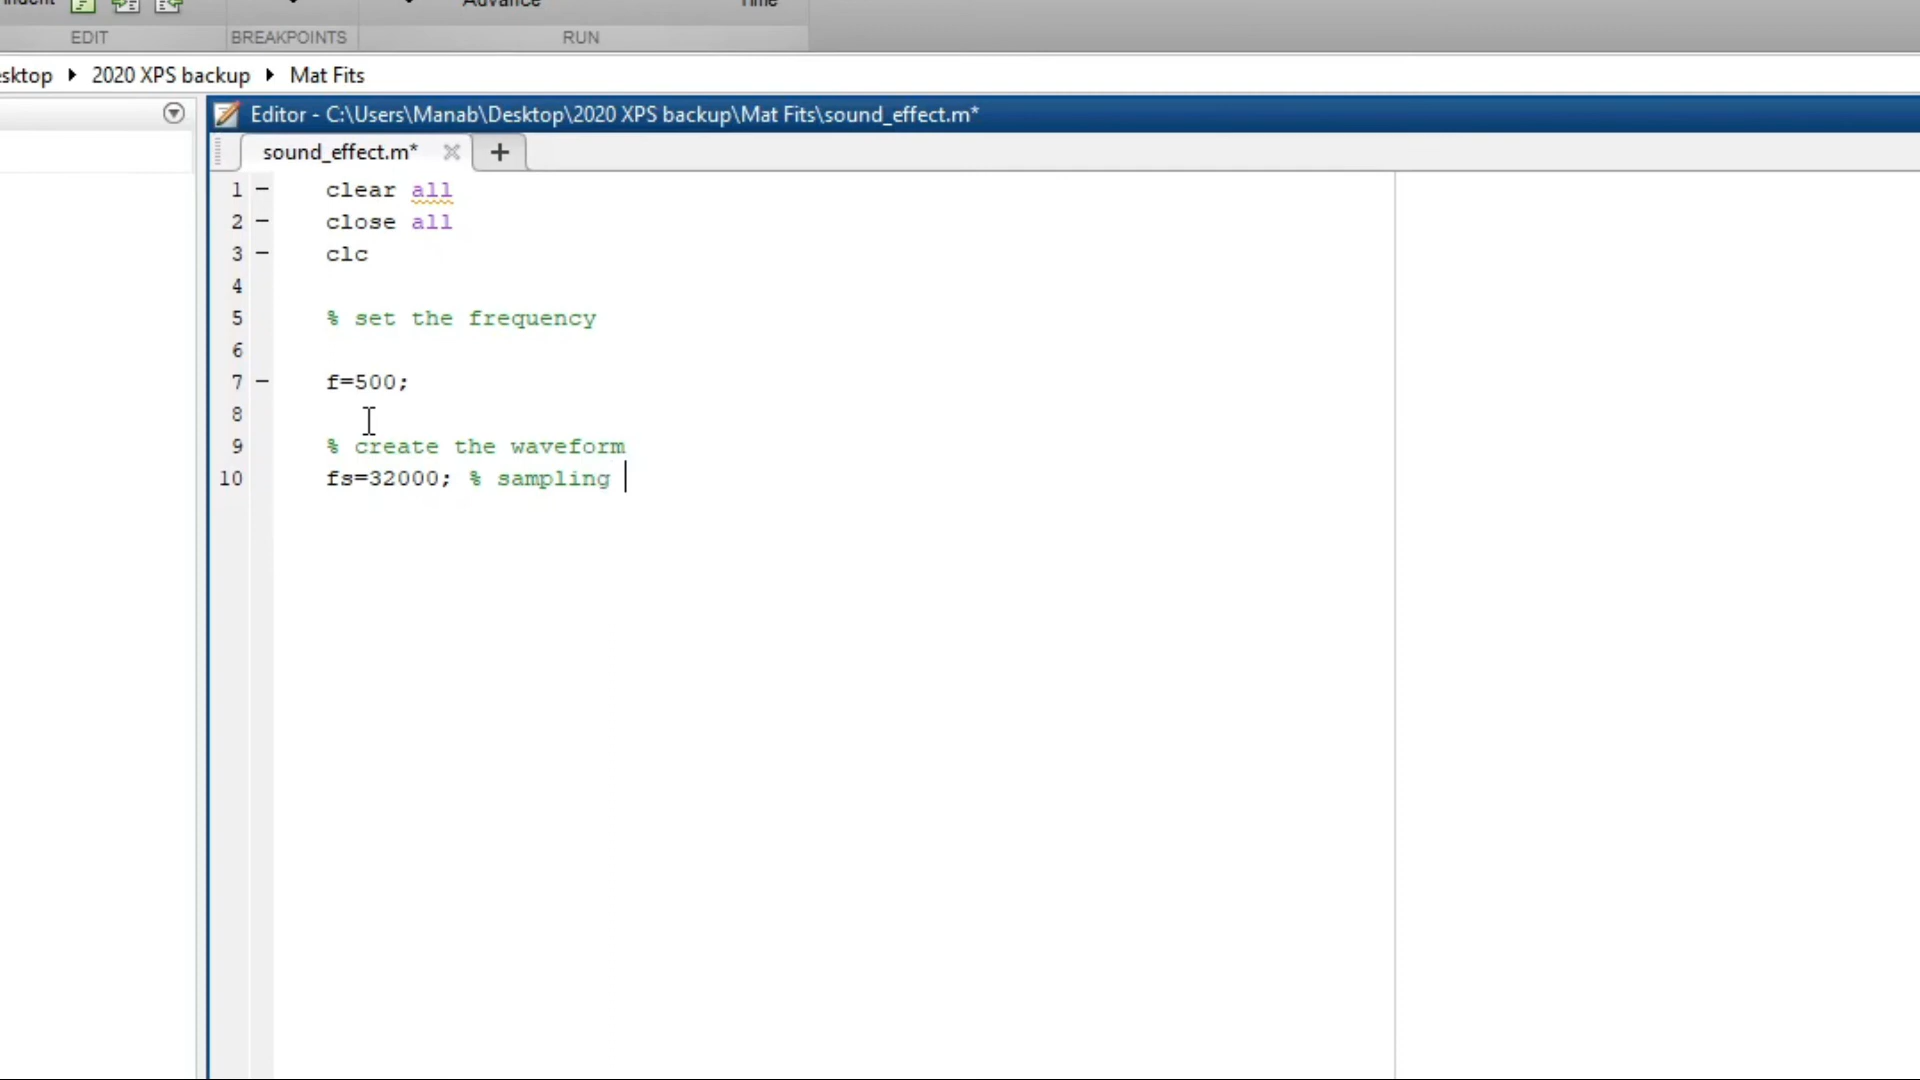 Advance
EDIT BREAKPOINTS RUN
2020 XPS backup Mat Fits
Editor - C:\Users\Manab\Desktop\2020 XPS backup\Mat Fits\sound_effect.m*
sound_effect.m*
1 clear all
2 close all
3 clc
4
5 % set the frequency
6
7 f=500;
8
9 % create the waveform
10 fs=32000; % sampling